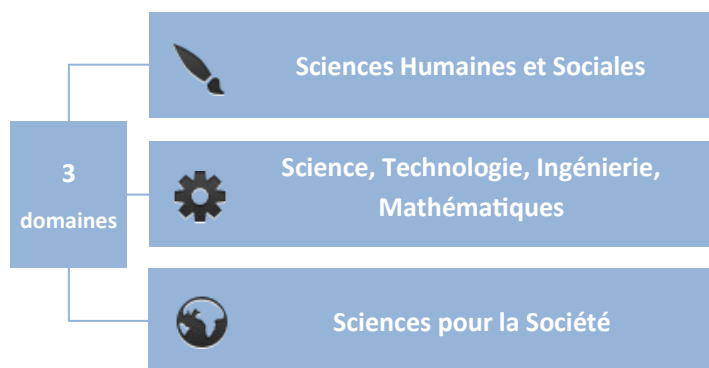 3
domaines
Sciences Humaines et Sociales
Science, Technologie, Ingénierie,
Mathématiques
Sciences pour la Société